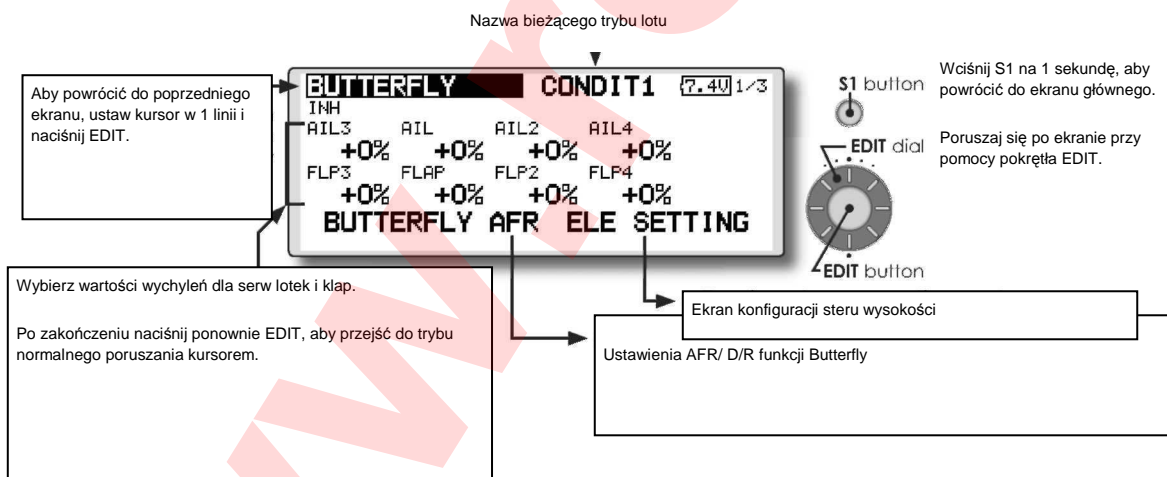 Nazwa bieżącego trybu lotu
Aby powrócić do poprzedniego
ekranu, ustaw kursor w 1 linii i
naciśnij EDIT.
BUTTERFLY CONDIT1 7.4V 1/3
INH
AIL3 AIL AIL2 AIL4
+0% +0% +0% +0%
FLP3 FLAP FLP2 FLP4
+0% +0% +0% +0%
BUTTERFLY AFR ELE SETTING
S1 button
EDIT dial
EDIT button
Wciśnij S1 na 1 sekundę, aby
powrócić do ekranu głównego.
Poruszaj się po ekranie przy
pomocy pokrętła EDIT.
Wybierz wartości wychyleń dla serw lotek i klap.
Po zakończeniu naciśnij ponownie EDIT, aby przejść do trybu
normalnego poruszania kursorem.
Ekran konfiguracji steru wysokości
Ustawienia AFR/ D/R funkcji Butterfly